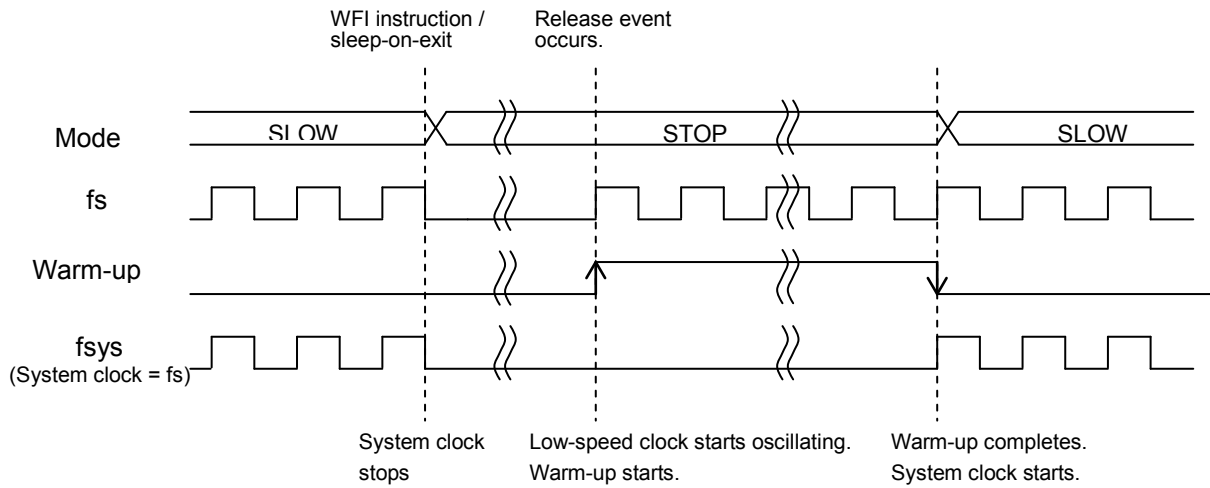 WFI instruction /
sleep-on-exit
Release event
occurs.
Mode
SLOW
STOP
SLOW
fs
Warm-up
fsys
(System clock = fs)
System clock
stops
Low-speed clock starts oscillating.
Warm-up starts.
Warm-up completes.
System clock starts.